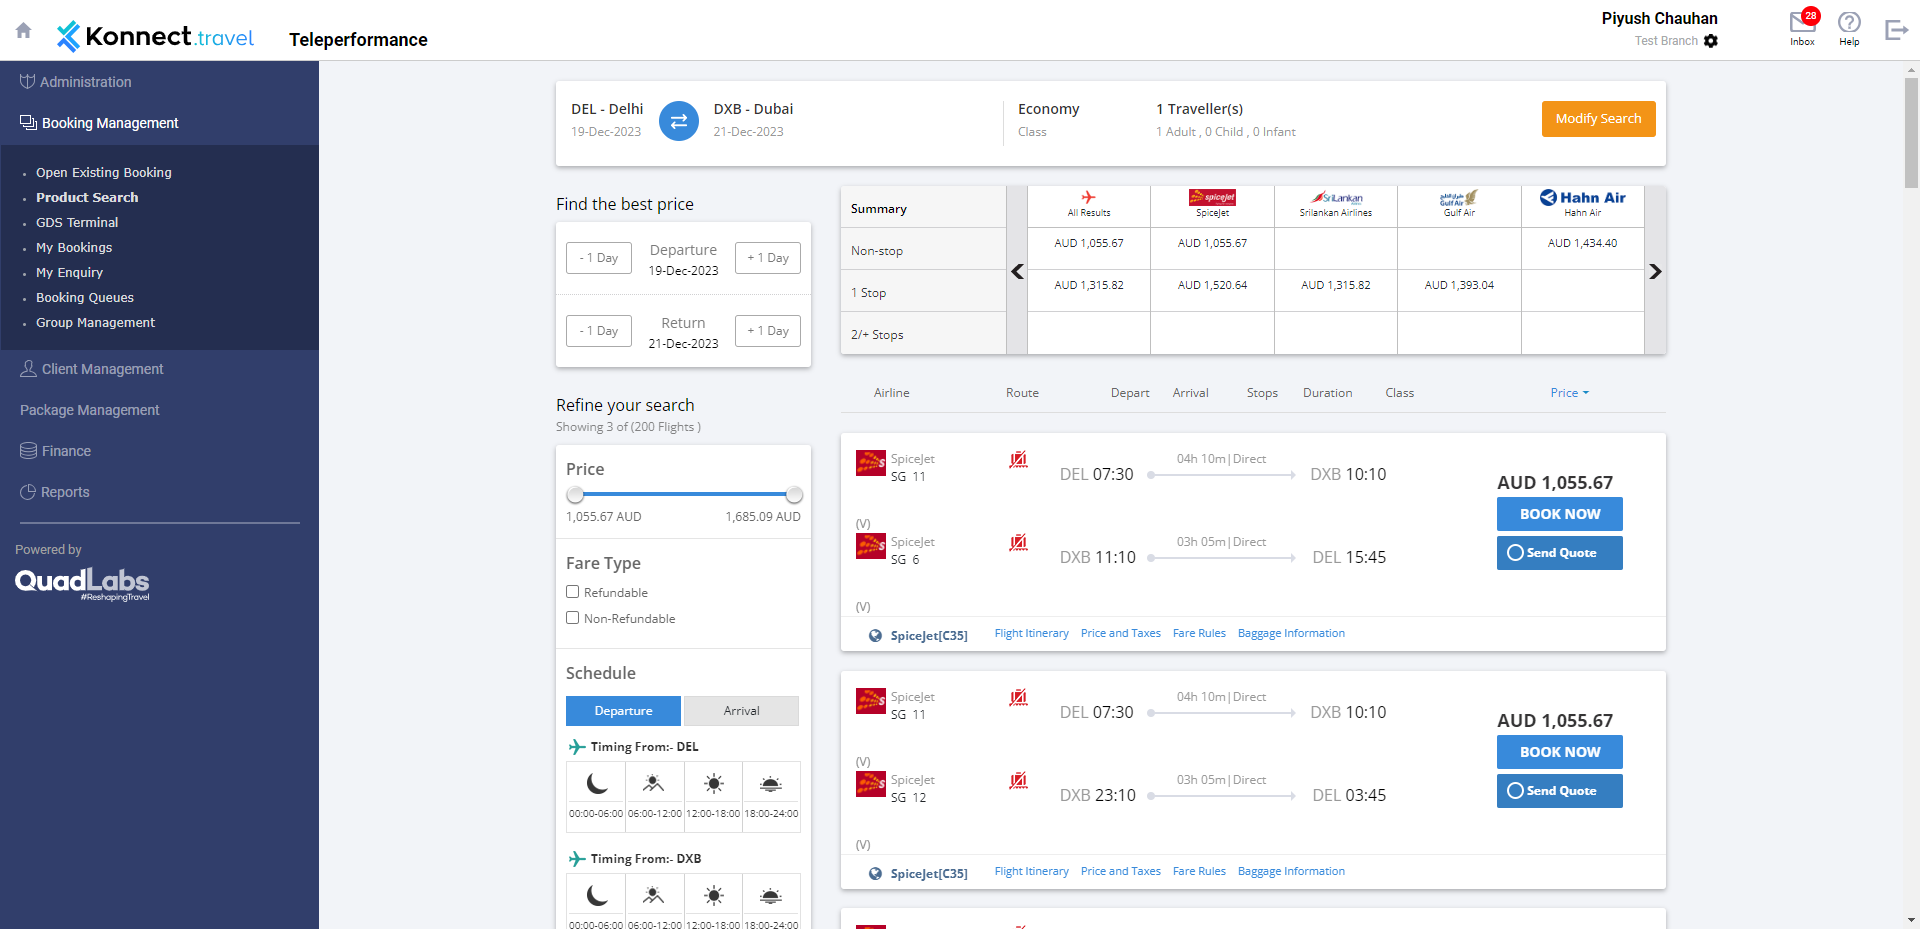 Konnect.travel
Teleperformance
Piyush Chauhan
Test Branch
28
Inbox
Help
Administration
Booking Management
Open Existing Booking
Product Search
GDS Terminal
My Bookings
My Enquiry
Booking Queues
Group Management
Client Management
Package Management
Finance
Reports
Powered by
QuadLabs
#ReshapingTravel
DEL - Delhi
19-Dec-2023
DXB - Dubai
21-Dec-2023
Economy
Class
1 Traveller(s)
1 Adult , 0 Child , 0 Infant
Modify Search
Find the best price
- 1 Day
Departure
19-Dec-2023
+ 1 Day
- 1 Day
Return
21-Dec-2023
+ 1 Day
Refine your search
Showing 3 of (200 Flights )
Price
1,055.67 AUD 1,685.09 AUD
Fare Type
Refundable
Non-Refundable
Schedule
Departure Arrival
Timing From:- DEL
00:00-06:00 06:00-12:00 12:00-18:00 18:00-24:00
Timing From:- DXB
00:00-06:00 06:00-12:00 12:00-18:00 18:00-24:00
Summary
All Results
spicejet
SpiceJet
SriLankan
Srilankan Airlines
GULF AIR
Gulf Air
Hahn Air
Hahn Air
Non-stop AUD 1,055.67 AUD 1,055.67 AUD 1,434.40
1 Stop AUD 1,315.82 AUD 1,520.64 AUD 1,315.82 AUD 1,393.04
2/+ Stops
Airline Route Depart Arrival Stops Duration Class Price
SpiceJet
SG 11
DEL 07:30
04h 10m|Direct
DXB 10:10
(V)
SpiceJet
SG 6
DXB 11:10
03h 05m|Direct
DEL 15:45
(V)
AUD 1,055.67
BOOK NOW
Send Quote
SpiceJet[C35] Flight Itinerary Price and Taxes Fare Rules Baggage Information
SpiceJet
SG 11
DEL 07:30
04h 10m|Direct
DXB 10:10
(V)
SpiceJet
SG 12
DXB 23:10
03h 05m|Direct
DEL 03:45
(V)
AUD 1,055.67
BOOK NOW
Send Quote
SpiceJet[C35] Flight Itinerary Price and Taxes Fare Rules Baggage Information